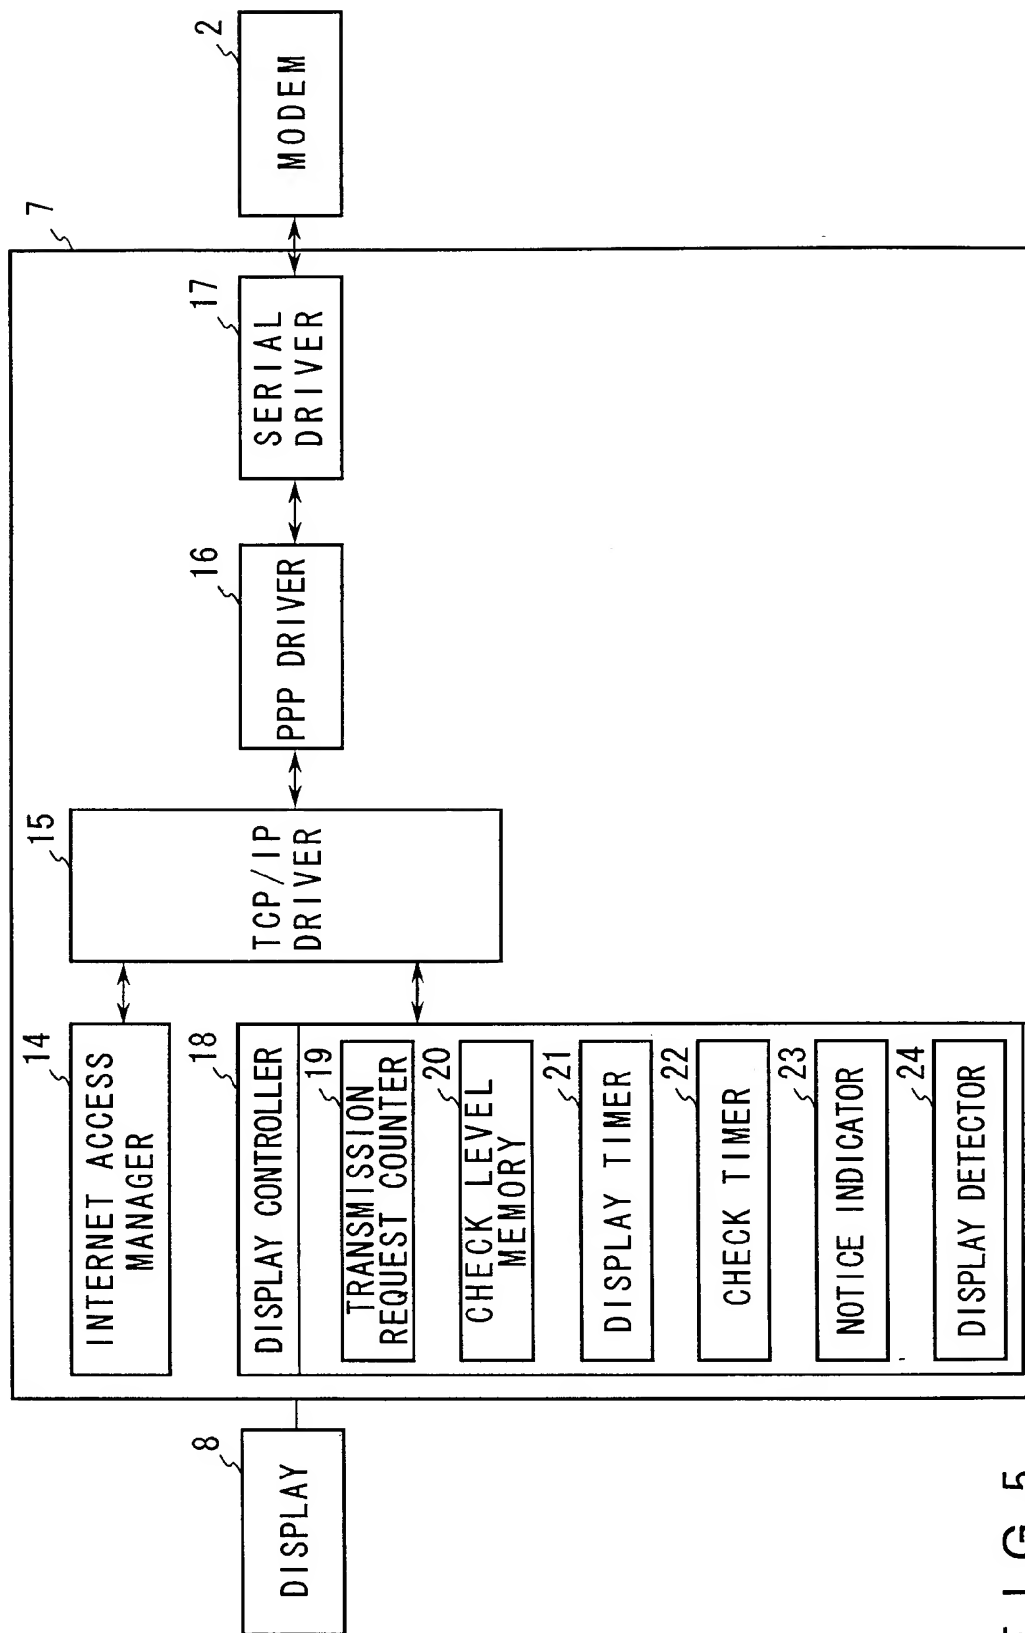 8
DISPLAY
7
14
INTERNET ACCESS
MANAGER
18
DISPLAY CONTROLLER
19
TRANSMISSION
REQUEST COUNTER
20
CHECK LEVEL
MEMORY
21
DISPLAY TIMER
22
CHECK TIMER
23
NOTICE INDICATOR
24
DISPLAY DETECTOR
15
TCP/IP
DRIVER
16
PPP DRIVER
17
SERIAL
DRIVER
2
MODEM
FIG 5